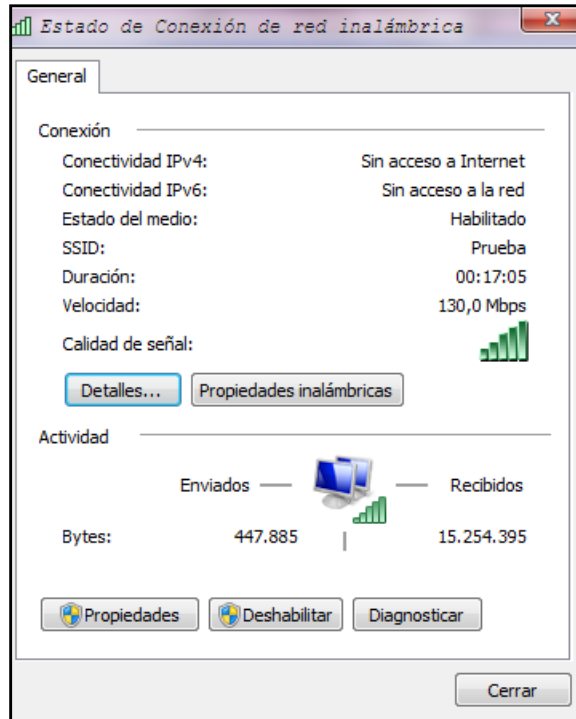 Estado de Conexión de red inalámbrica
General
Conexión
Conectividad IPv4: Sin acceso a Internet
Conectividad IPv6: Sin acceso a la red
Estado del medio: Habilitado
SSID: Prueba
Duración: 00:17:05
Velocidad: 130,0 Mbps
Calidad de señal:
Detalles... Propiedades inalámbricas
Actividad
Enviados Recibidos
Bytes: 447.885 15.254.395
Propiedades Deshabilitar Diagnosticar
Cerrar